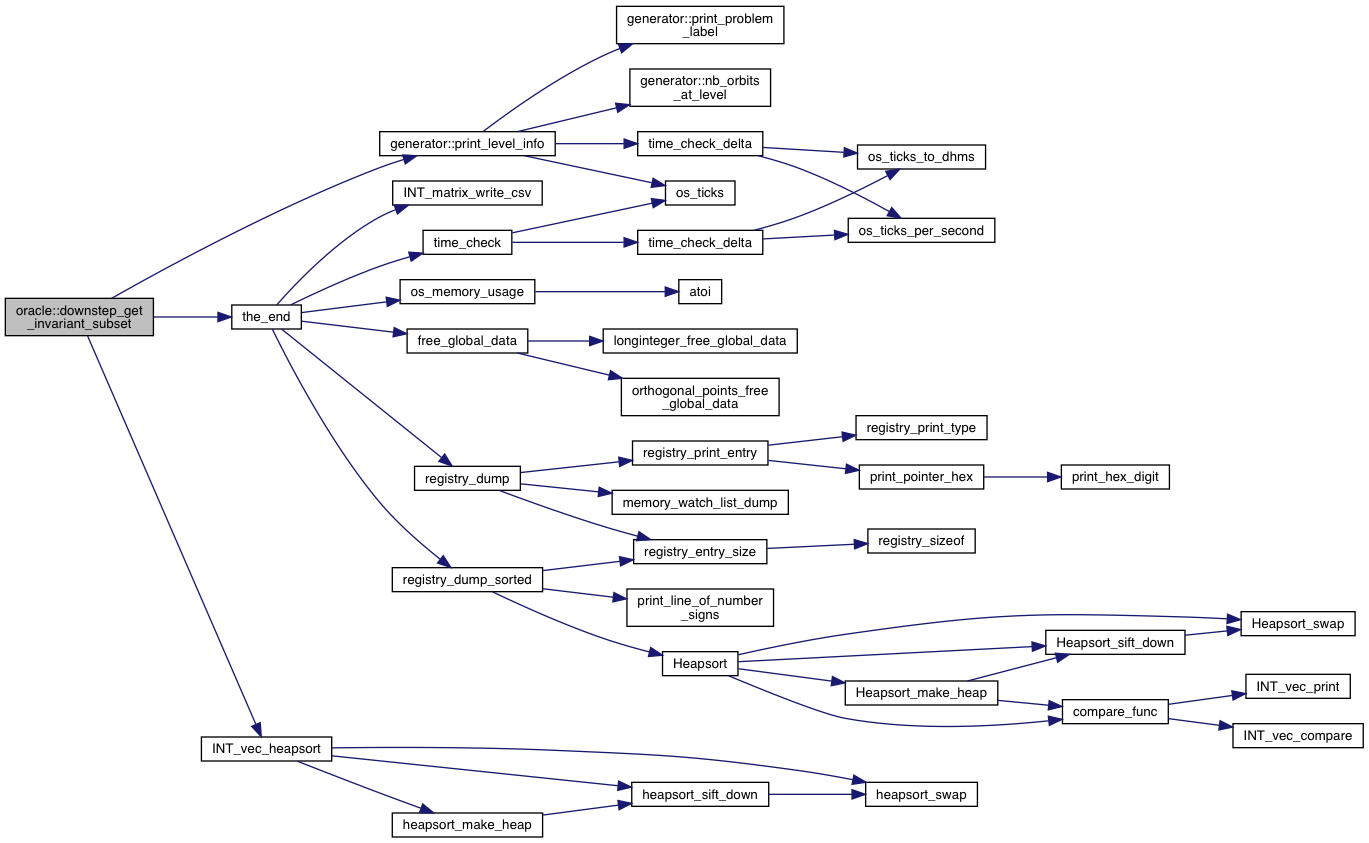 generator::print_problem
_label
generator::nb_orbits
_at_level
generator::print_level_info
time_check_delta
os_ticks_to_dhms
INT_matrix_write_csv
os_ticks
os_ticks_per_second
time_check
time_check_delta
os_memory_usage
atoi
oracle::downstep_get
_invariant_subset
the_end
free_global_data
longinteger_free_global_data
orthogonal_points_free
_global_data
registry_print_type
registry_print_entry
registry_dump
print_pointer_hex
print_hex_digit
memory_watch_list_dump
registry_entry_size
registry_sizeof
registry_dump_sorted
print_line_of_number
_signs
Heapsort_swap
Heapsort_sift_down
Heapsort
Heapsort_make_heap
INT_vec_print
compare_func
INT_vec_compare
INT_vec_heapsort
heapsort_sift_down
heapsort_swap
heapsort_make_heap